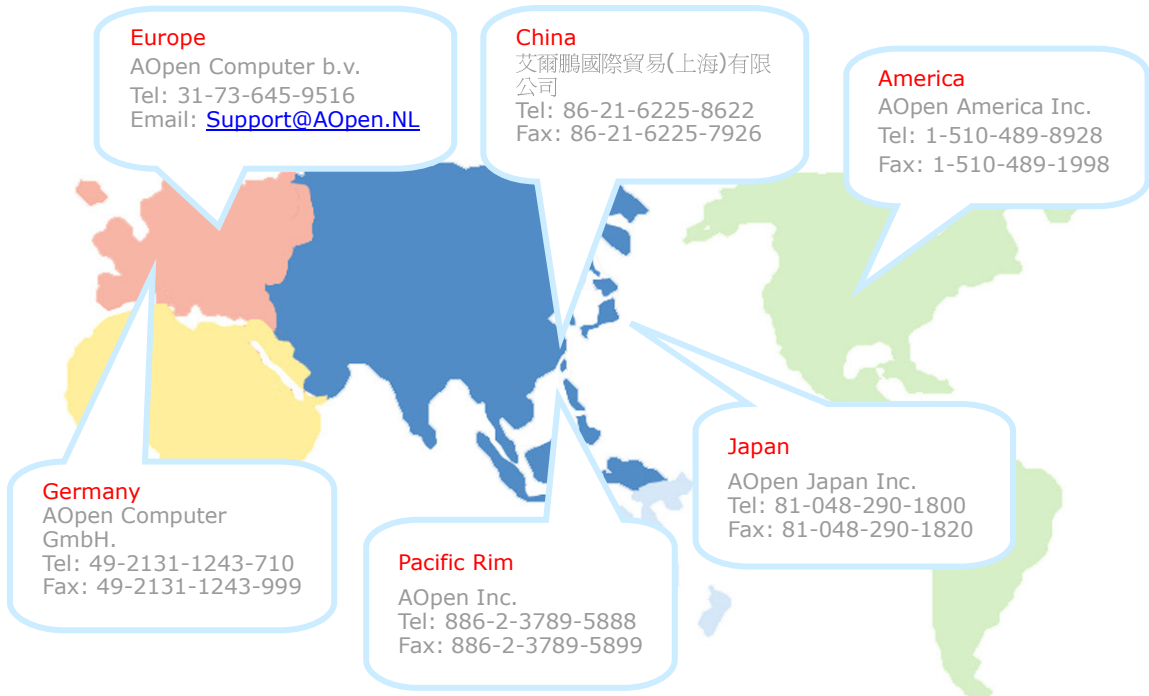 Europe
AOpen Computer b.v.
Tel: 31-73-645-9516
Email: Support@AOpen.NL
China
艾爾鵬國際貿易(上海)有限
公司
Tel: 86-21-6225-8622
Fax: 86-21-6225-7926
America
AOpen America Inc.
Tel: 1-510-489-8928
Fax: 1-510-489-1998
Germany
AOpen Computer
GmbH.
Tel: 49-2131-1243-710
Fax: 49-2131-1243-999
Pacific Rim
AOpen Inc.
Tel: 886-2-3789-5888
Fax: 886-2-3789-5899
Japan
AOpen Japan Inc.
Tel: 81-048-290-1800
Fax: 81-048-290-1820